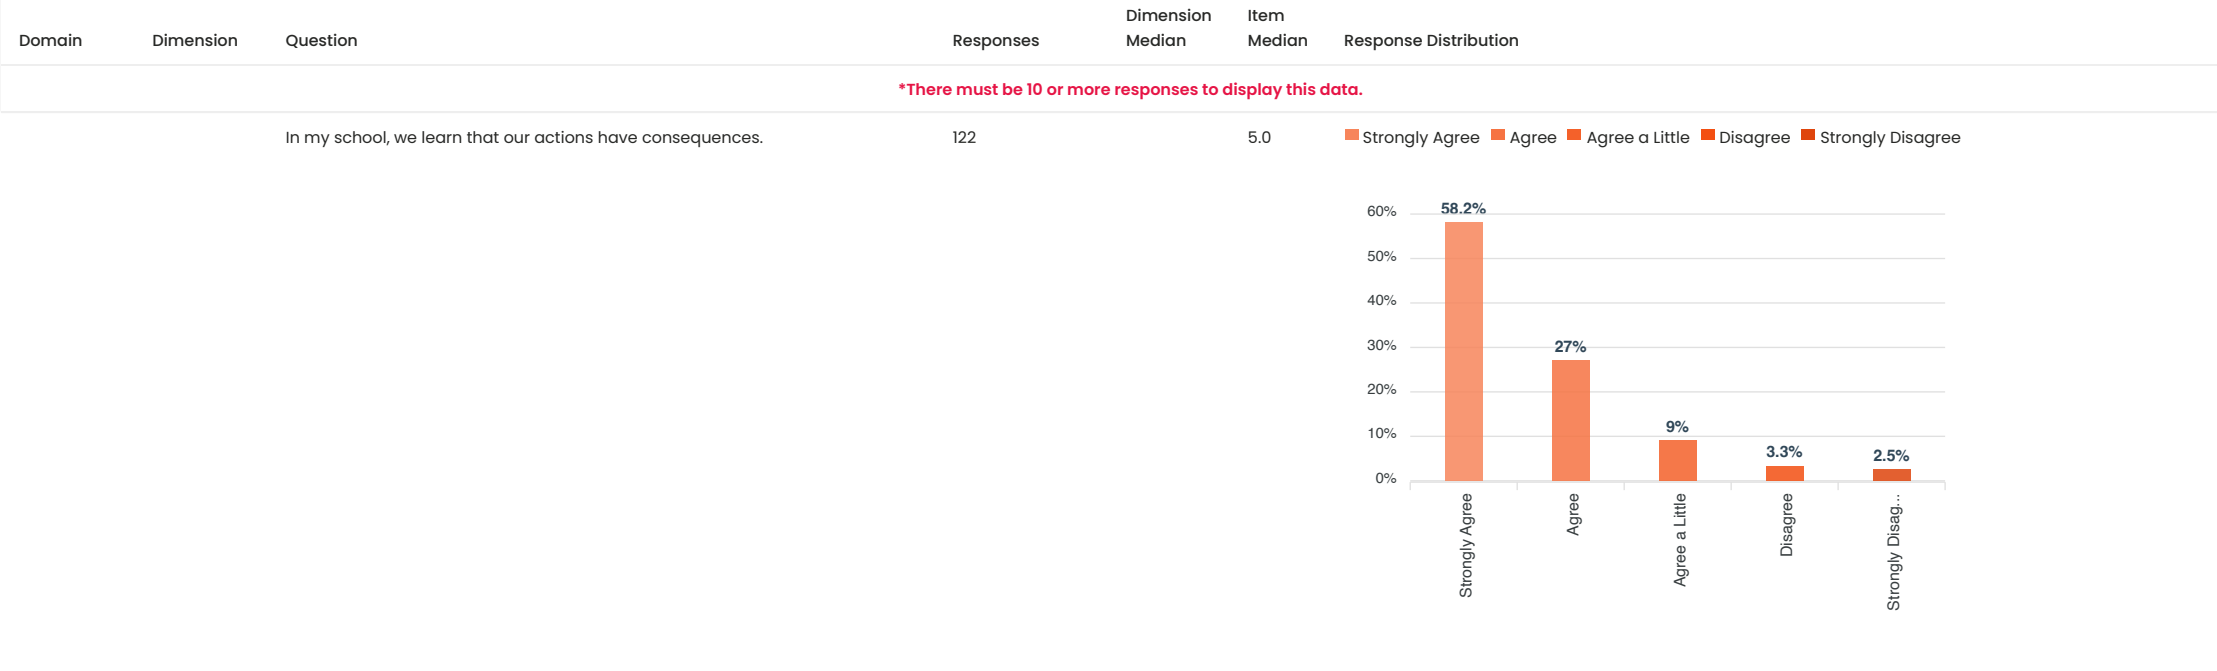 Domain Dimension Question Responses Dimension Median Item Median Response Distribution
*There must be 10 or more responses to display this data.
In my school, we learn that our actions have consequences. 122 5.0 Strongly Agree Agree Agree a Little Disagree Strongly Disagree
60%
50%
40%
30%
20%
10%
0%
58.2%
27%
9%
3.3%
2.5%
Strongly Agree
Agree
Agree a Little
Disagree
Strongly Disag...